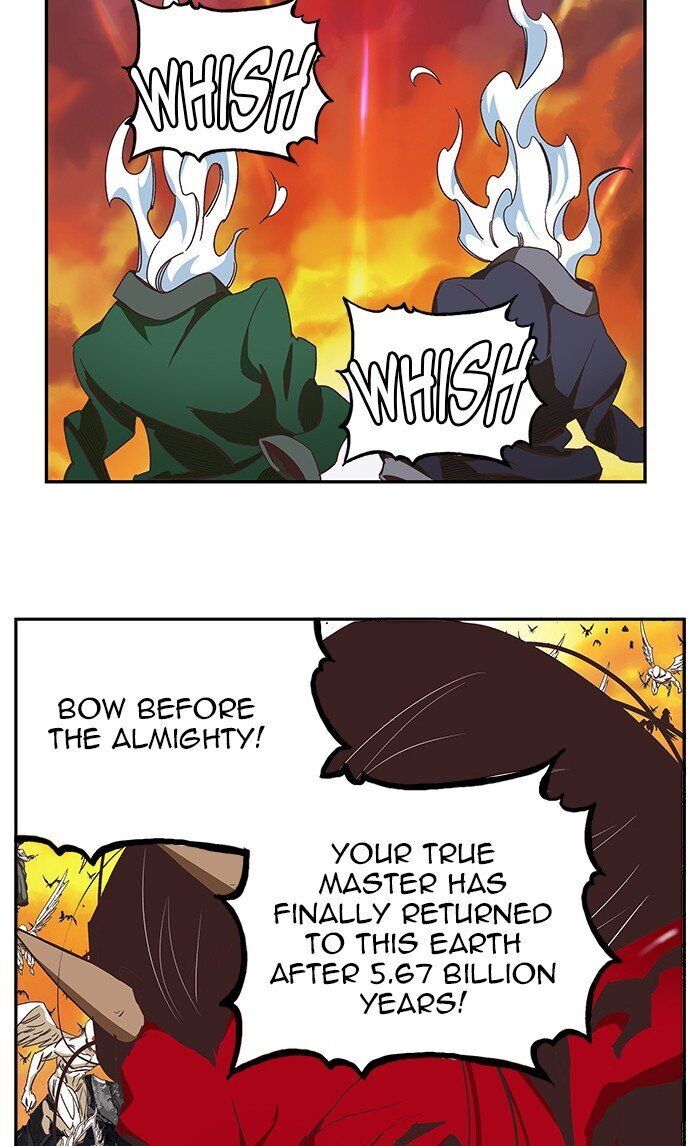 WHISH
WHISH
BOW BEFORE
THE ALMIGHTY!
YOUR TRUE
MASTER HAS
FINALLY RETURNED
TO THIS EARTH
AFTER 5.67 BILLION
YEARS!